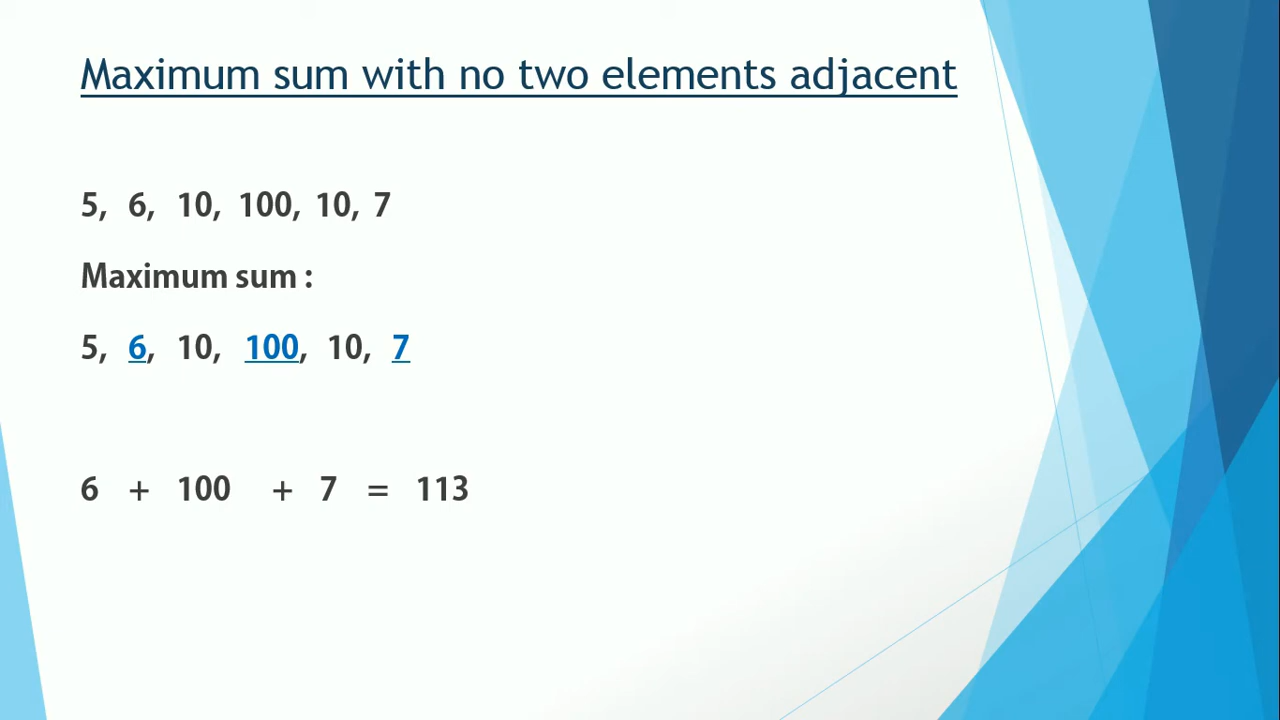 Maximum sum with no two elements adjacent
5, 6, 10, 100, 10, 7
Maximum sum :
5, 6, 10, 100, 10, 7
6 + 100 + 7 = 113